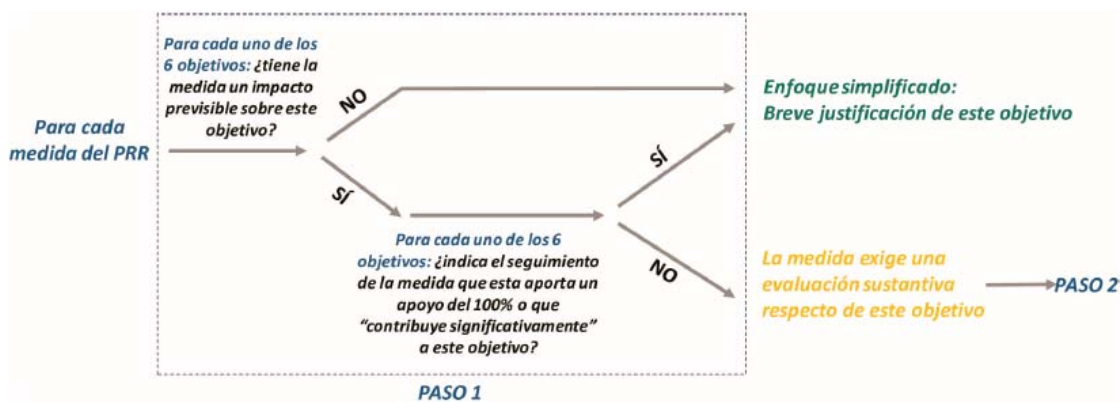 Para cada
medida del PRR
Para cada uno de los
6 objetivos: ¿tiene la
medida un impacto
previsible sobre este
objetivo?
NO
SÍ
Para cada uno de los 6
objetivos: ¿indica el seguimiento
de la medida que esta aporta un
apoyo del 100% o que
“contribuye significativamente”
a este objetivo?
SÍ
NO
Enfoque simplificado:
Breve justificación de este objetivo
La medida exige una
evaluación sustantiva
respecto de este objetivo
PASO 2
PASO 1